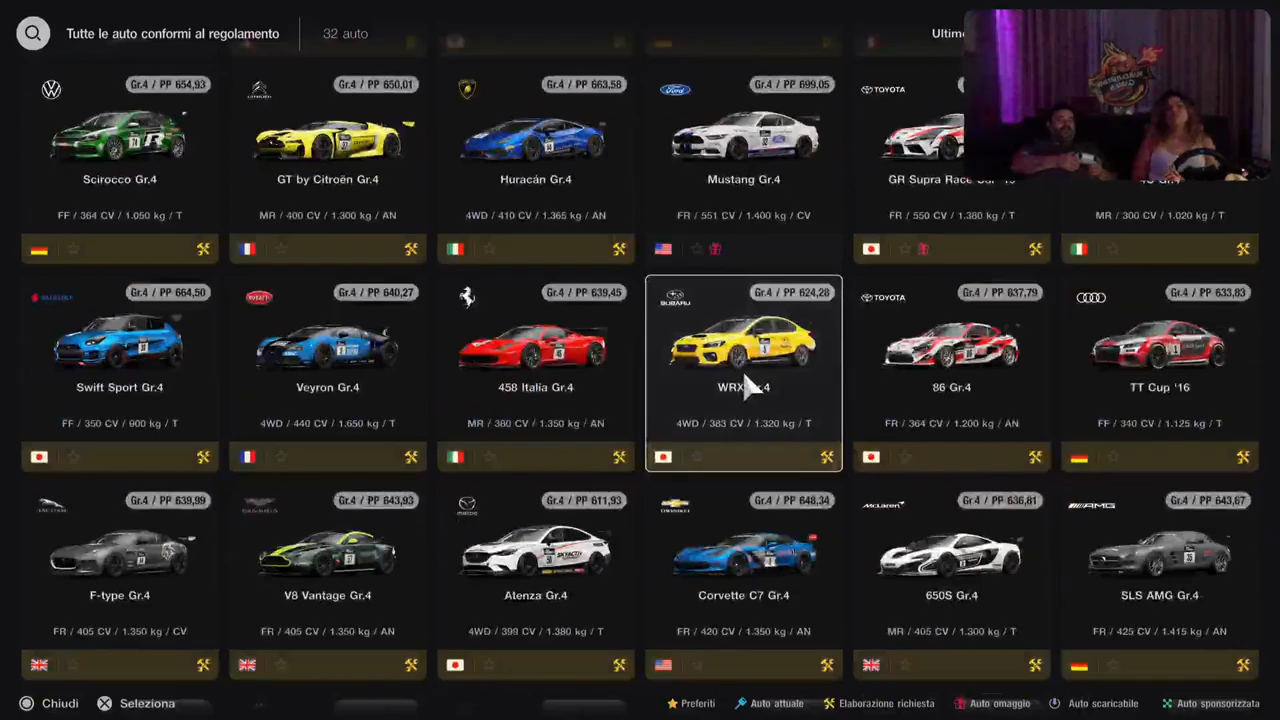 Tutte le auto conformi al regolamento
32 auto
Ultime
Gr.4 / PP 654,93
Gr.4 / PP 650,01
Gr.4 / PP 663,58
Gr.4 / PP 699,05
TOYOTA
Scirocco Gr.4
GT by Citroën Gr.4
Huracán Gr.4
Mustang Gr.4
GR Supra Race
FF / 364 CV / 1.050 kg / T
MR / 400 CV / 1.300 kg / AN
4WD / 410 CV / 1.365 kg / AN
FR / 551 CV / 1.400 kg / CV
FR / 550 CV / 1.380 kg / T
MR / 300 CV / 1.020 kg / T
SUZUKI
Gr.4 / PP 664,50
Gr.4 / PP 640,27
Gr.4 / PP 639,45
SUBARU
Gr.4 / PP 624,28
TOYOTA
Gr.4 / PP 637,79
Gr.4 / PP 633,83
Swift Sport Gr.4
Veyron Gr.4
458 Italia Gr.4
WRX Gr.4
86 Gr.4
TT Cup '16
FF / 350 CV / 900 kg / T
4WD / 440 CV / 1.650 kg / T
MR / 380 CV / 1.350 kg / AN
4WD / 383 CV / 1.320 kg / T
FR / 364 CV / 1.200 kg / AN
FF / 340 CV / 1.125 kg / T
Gr.4 / PP 639,99
Gr.4 / PP 643,93
Gr.4 / PP 611,93
Gr.4 / PP 648,34
McLaren
Gr.4 / PP 636,81
AMG
Gr.4 / PP 643,67
F-type Gr.4
V8 Vantage Gr.4
Atenza Gr.4
Corvette C7 Gr.4
650S Gr.4
SLS AMG Gr.4
FR / 405 CV / 1.350 kg / CV
FR / 405 CV / 1.350 kg / AN
4WD / 399 CV / 1.380 kg / T
FR / 420 CV / 1.350 kg / AN
MR / 405 CV / 1.300 kg / T
FR / 425 CV / 1.415 kg / AN
Chiudi
Seleziona
Preferiti
Auto attuale
Elaborazione richiesta
Auto omaggio
Auto scaricabile
Auto sponsorizzata